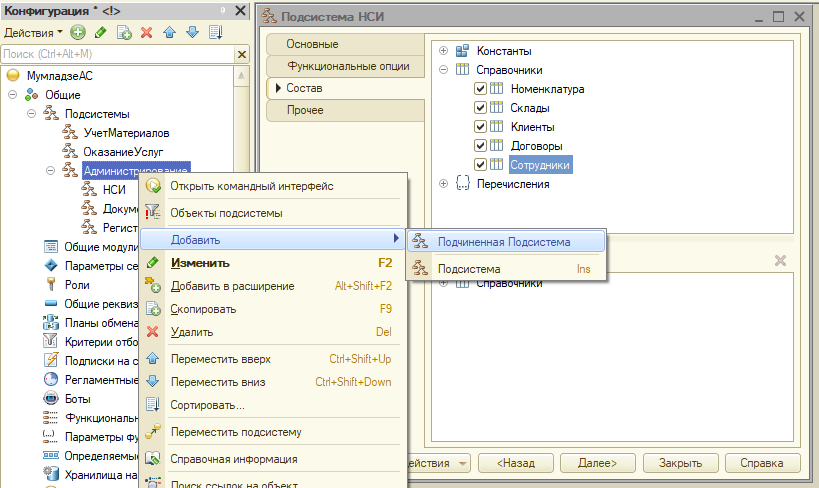 Конфигурация * <!>
Действия
Поиск (Ctrl+Alt+M)
МумладзеАС
Общие
Подсистемы
УчетМатериалов
ОказаниеУслуг
Администрирование
НСИ
Докуме
Регист
Общие модули
Параметры се
Роли
Общие реквиз
Планы обмена
Критерии отбо
Подписки на с
Регламентные
Боты
Функциональн
Параметры фу
Определяемые
Хранилища на
Открыть командный интерфейс
Объекты подсистемы
Добавить
Изменить F2
Добавить в расширение Alt+Shift+F2
Скопировать F9
Удалить Del
Переместить вверх Ctrl+Shift+Up
Переместить вниз Ctrl+Shift+Down
Сортировать...
Переместить подсистему
Справочная информация
Поиск ссылок на объект
Подчиненная Подсистема
Подсистема Ins
Подсистема НСИ
Основные
Функциональные опции
Состав
Прочее
Константы
Справочники
Номенклатура
Склады
Клиенты
Договоры
Сотрудники
Перечисления
Справочники
ействия
<Назад
Далее>
Закрыть
Справка